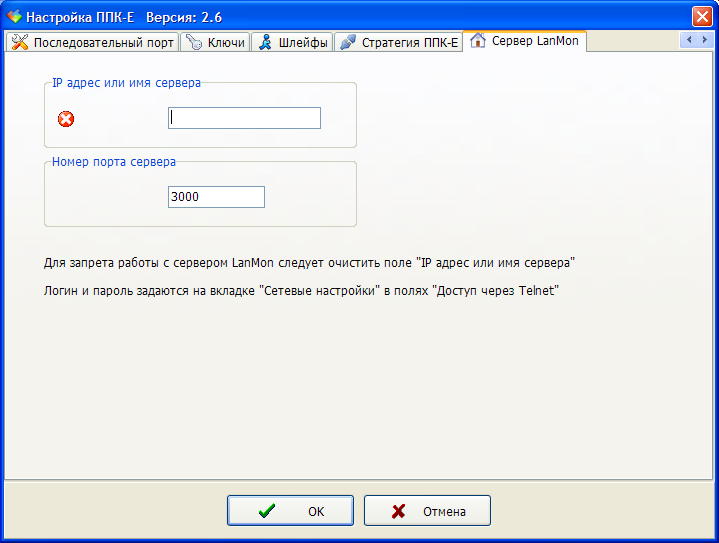 Настройка ППК-Е Версия: 2.6
Последовательный порт
Ключи
Шлейфы
Стратегия ППК-Е
Сервер LanMon
IP адрес или имя сервера
Номер порта сервера
3000
Для запрета работы с сервером LanMon следует очистить поле "IP адрес или имя сервера"
Логин и пароль задаются на вкладке "Сетевые настройки" в полях "Доступ через Telnet"
OK
Отмена